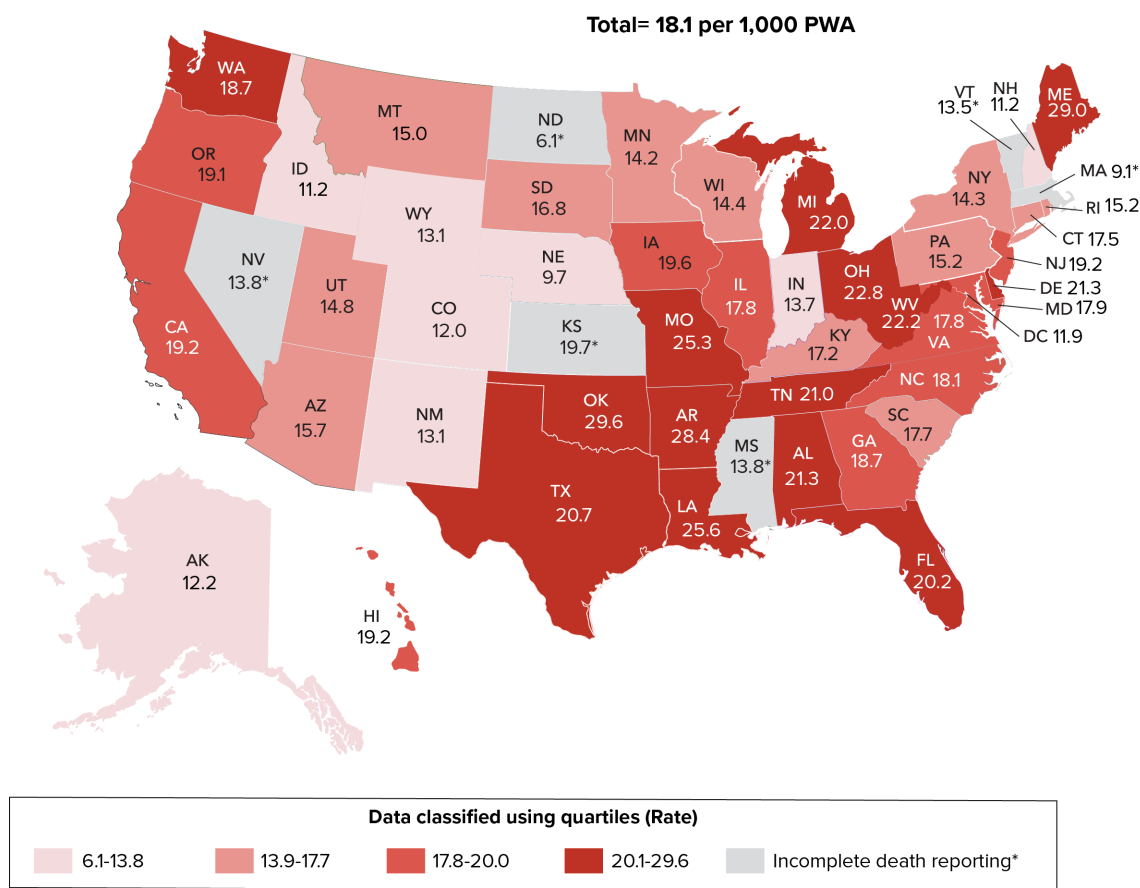 Total= 18.1 per 1,000 PWA
WA
18.7
MT
15.0
ND
6.1*
MN
14.2
VT
13.5*
NH
11.2
ME
29.0
OR
19.1
ID
11.2
SD
16.8
WI
14.4
MI
22.0
NY
14.3
MA 9.1*
RI 15.2
CT 17.5
WY
13.1
NE
9.7
IA
19.6
PA
15.2
NJ 19.2
DE 21.3
MD 17.9
DC 11.9
NV
13.8*
UT
14.8
CO
12.0
KS
19.7*
MO
25.3
IL
17.8
IN
13.7
OH
22.8
WV
22.2
17.8
VA
KY
17.2
CA
19.2
AZ
15.7
NM
13.1
OK
29.6
AR
28.4
TN 21.0
NC 18.1
SC
17.7
TX
20.7
LA
25.6
MS
13.8*
AL
21.3
GA
18.7
FL
20.2
AK
12.2
HI
19.2
Data classified using quartiles (Rate)
6.1-13.8
13.9-17.7
17.8-20.0
20.1-29.6
Incomplete death reporting*